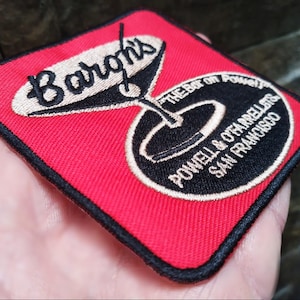 Baron's
"THE BAR on Powell"
POWELL & O'FARRELL STS
SAN FRANCISCO